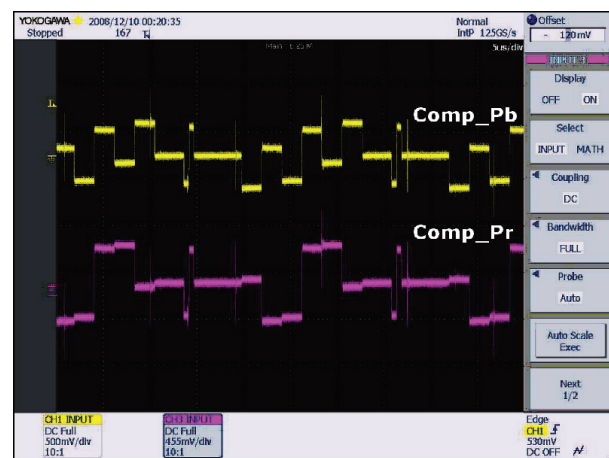 YOKOGAWA 2008/12/10 00:20:35
Stopped 167
Normal
IntP 125GS/s
5us/div
Offset
- 120mV
Display
OFF ON
Select
INPUT MATH
Coupling
DC
Bandwidth
FULL
Probe
Auto
Auto Scale
Exec
Next
1/2
Comp_Pb
Comp_Pr
CH1 INPUT
DC Full
500mV/div
10:1
CH3 INPUT
DC Full
455mV/div
10:1
Edge
CH1
530mV
DC OFF